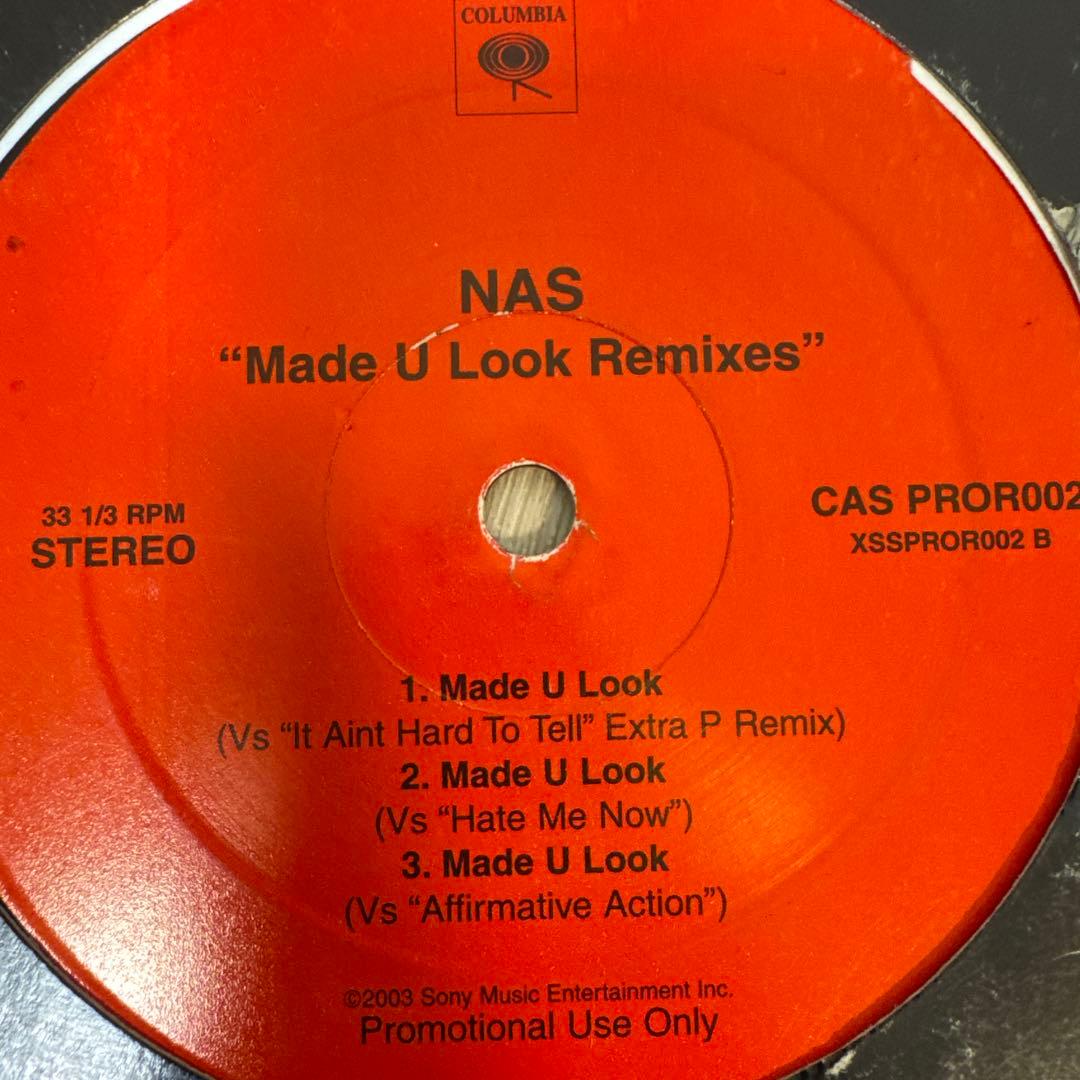 COLUMBIA
NAS
“Made U Look Remixes”
33 1/3 RPM
STEREO
CAS PROR002
XSSPROR002 B
1. Made U Look
(Vs “It Aint Hard To Tell” Extra P Remix)
2. Made U Look
(Vs “Hate Me Now”)
3. Made U Look
(Vs “Affirmative Action”)
©2003 Sony Music Entertainment Inc.
Promotional Use Only